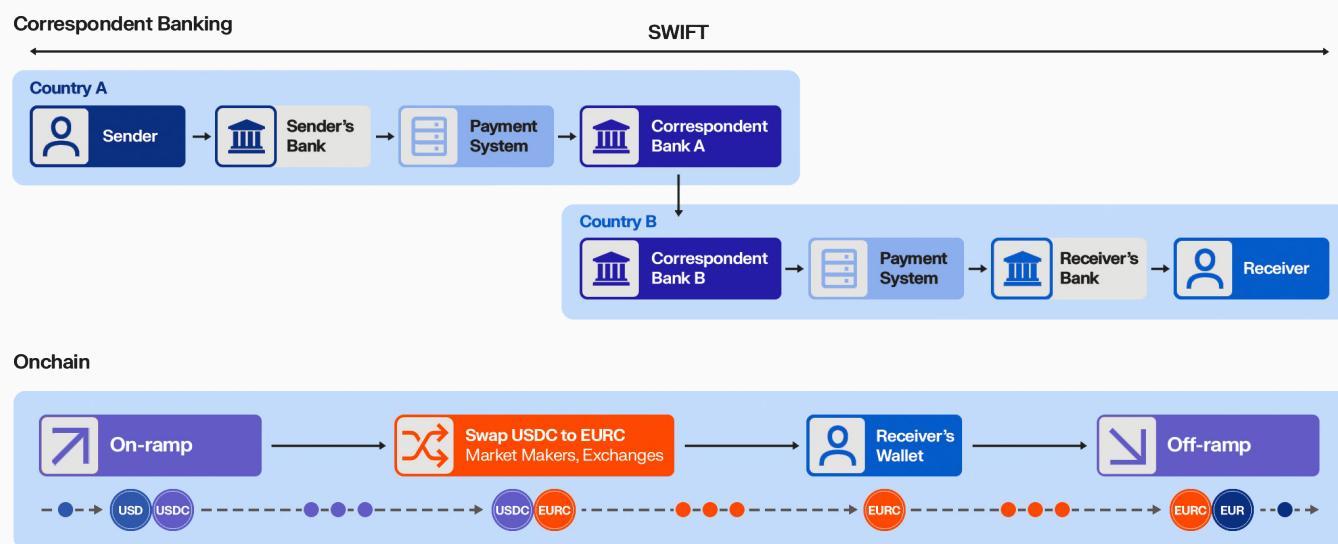 Correspondent Banking
SWIFT
Country A
Sender
Sender's
Bank
Payment
System
Correspondent
Bank A
Country B
Correspondent
Bank B
Payment
System
Receiver's
Bank
Receiver
Onchain
On-ramp
Swap USDC to EURC
Market Makers, Exchanges
Receiver's
Wallet
Off-ramp
USD
USDC
USDC
EURC
EURC
EURC
EUR